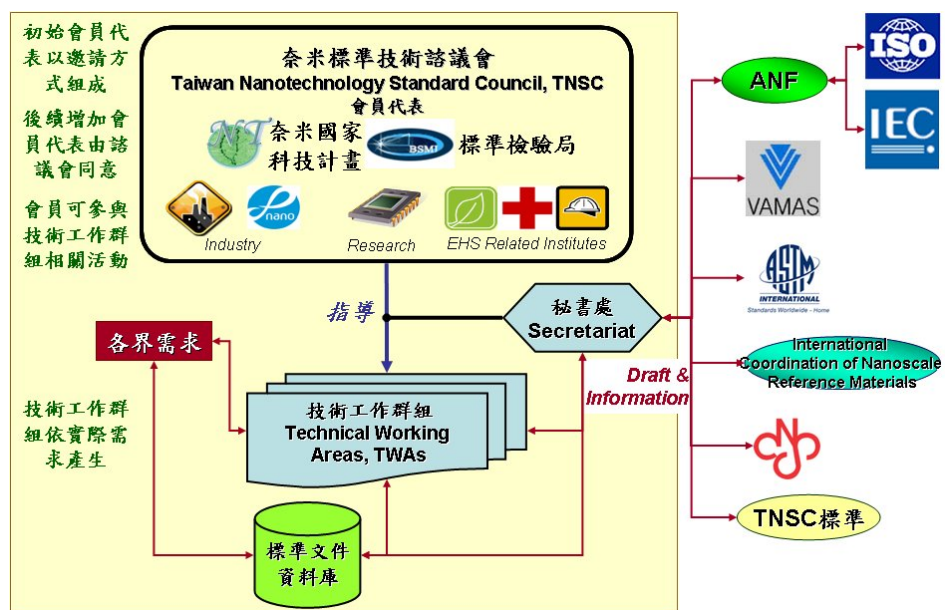 初始會員代
表以邀請方
式組成
後續增加會
員代表由諮
議會同意
會員可參與
技術工作群
組相關活動
奈米標準技術諮議會
Taiwan Nanotechnology Standard Council, TNSC
會員代表
NT
奈米國家
科技計畫
BSMI
標準檢驗局
nano
Industry
Research
EHS Related Institutes
指導
秘書處
Secretariat
各界需求
Draft &
Information
技術工作群
組依實際需
求產生
技術工作群組
Technical Working
Areas, TWAs
標準文件
資料庫
ANF
ISO
IEC
VAMAS
ASTM
INTERNATIONAL
Standards Worldwide - Home
International
Coordination of Nanoscale
Reference Materials
TNSC標準